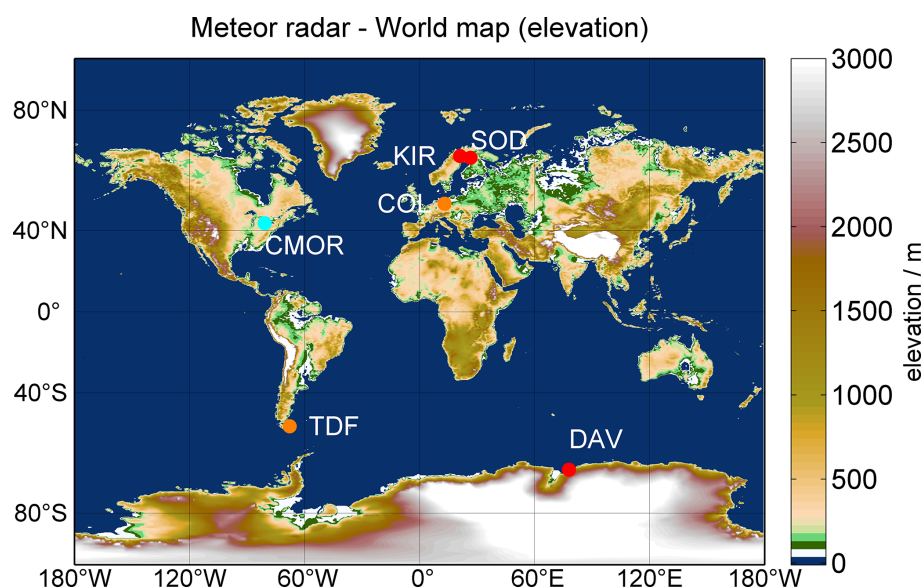 Meteor radar - World map (elevation)
80°N
40°N
0°
40°S
80°S
180°W
120°W
60°W
0°
60°E
120°E
180°W
KIR
SOD
COL
CMOR
TDF
DAV
3000
2500
2000
1500
1000
500
0
elevation / m